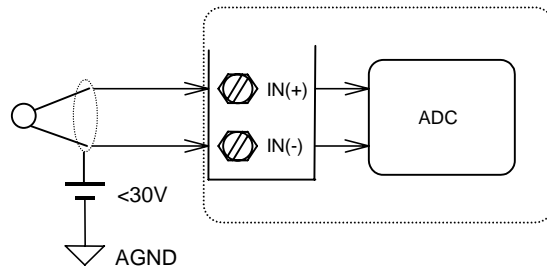 IN(+)
ADC
IN(-)
<30V
AGND